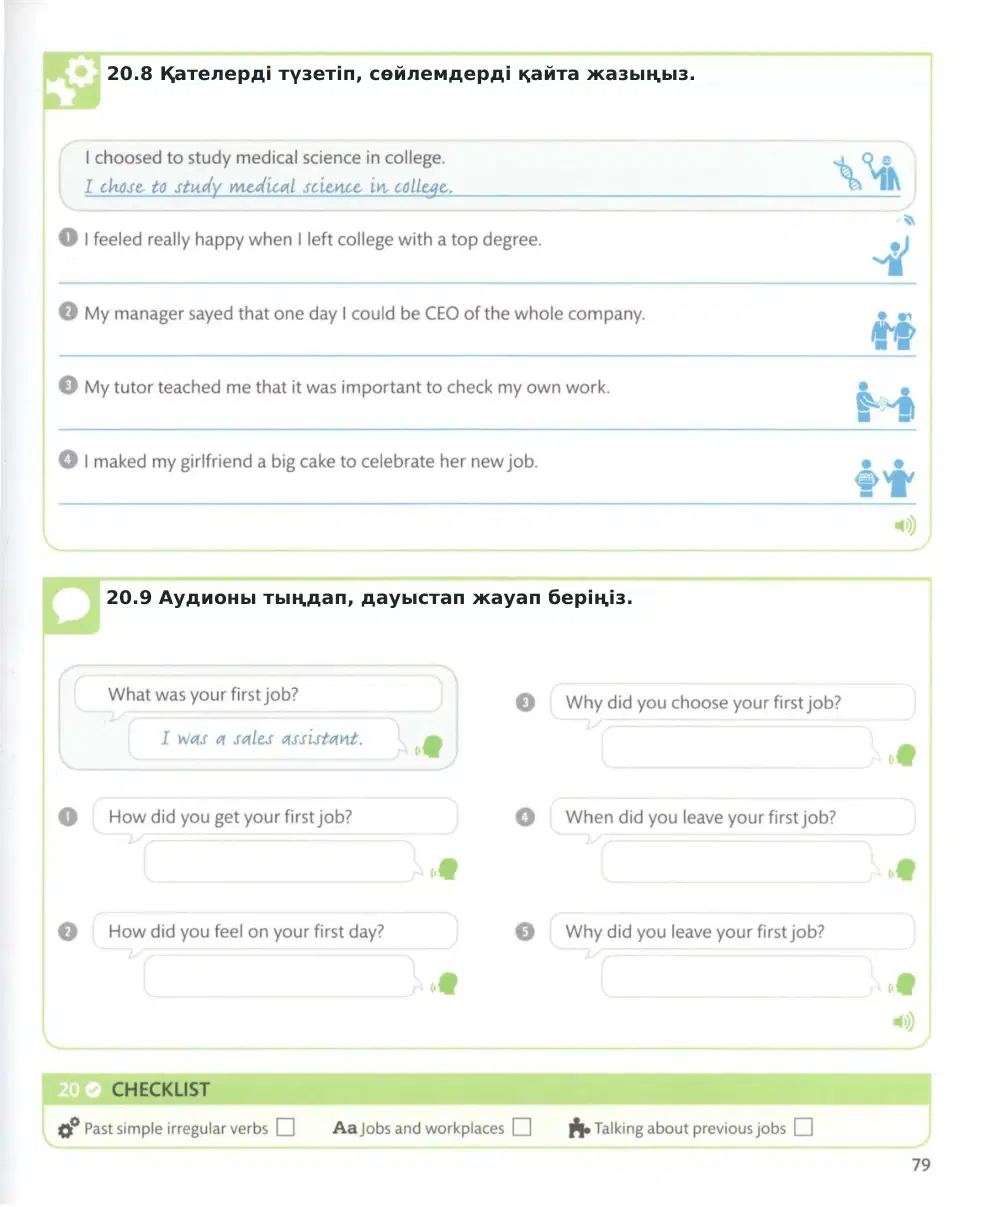 20.8 Қателерді түзетіп, сөйлемдерді қайта жазыңыз.
I choosed to study medical science in college.
I chose to study medical science in college.
1 I feeled really happy when I left college with a top degree.
2 My manager sayed that one day I could be CEO of the whole company.
3 My tutor teached me that it was important to check my own work.
4 I maked my girlfriend a big cake to celebrate her new job.
20.9 Аудионы тыңдап, дауыстап жауап беріңіз.
What was your first job?
I was a sales assistant.
1 How did you get your first job?
2 How did you feel on your first day?
3 Why did you choose your first job?
4 When did you leave your first job?
5 Why did you leave your first job?
20 CHECKLIST
Past simple irregular verbs
Aa Jobs and workplaces
Talking about previous jobs
79